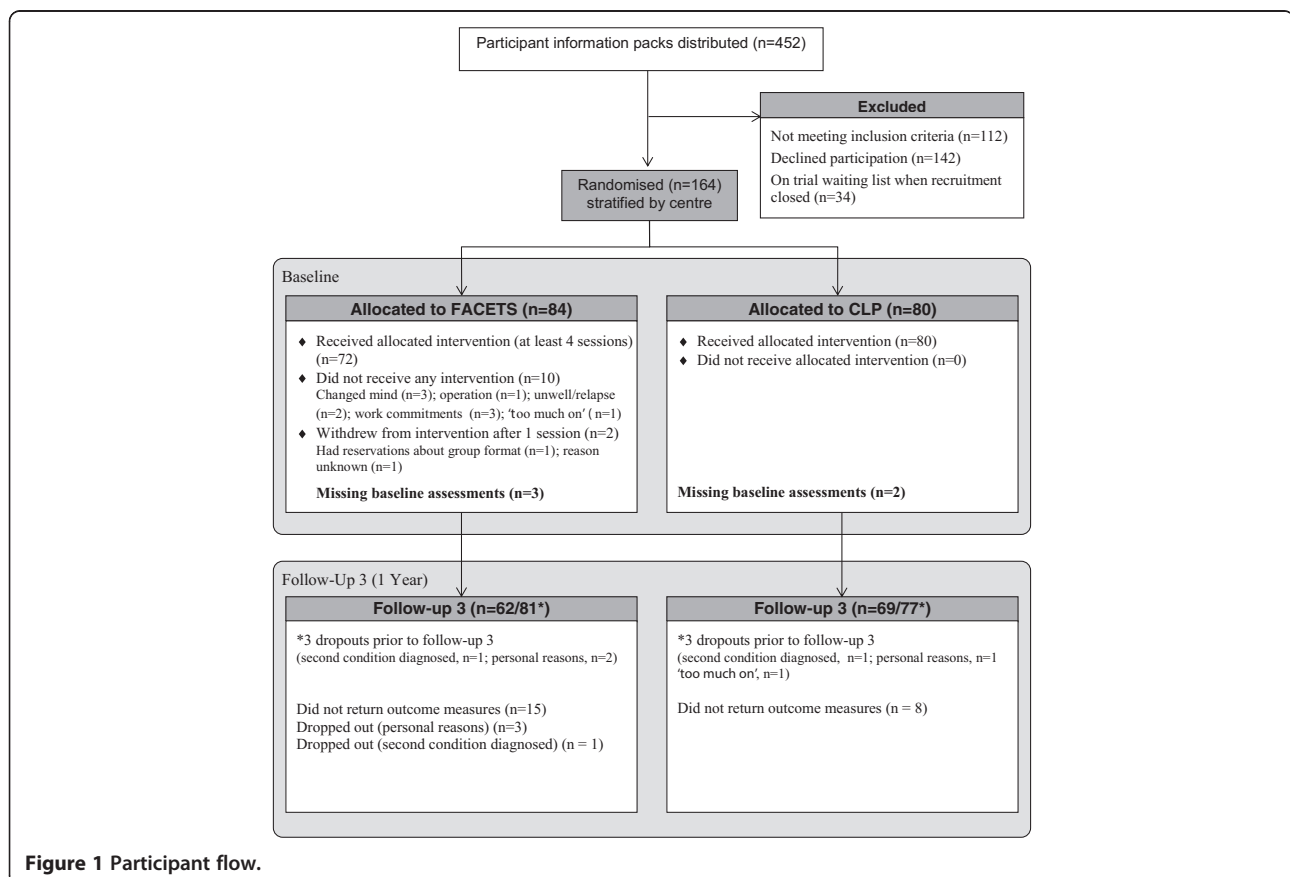 Participant information packs distributed (n=452)
Excluded
Not meeting inclusion criteria (n=112)
Declined participation (n=142)
On trial waiting list when recruitment
closed (n=34)
Randomised (n=164)
stratified by centre
Baseline
Allocated to FACETS (n=84)
♦ Received allocated intervention (at least 4 sessions)
(n=72)
♦ Did not receive any intervention (n=10)
Changed mind (n=3); operation (n=1); unwell/relapse
(n=2); work commitments (n=3); 'too much on' (n=1)
♦ Withdrew from intervention after 1 session (n=2)
Had reservations about group format (n=1); reason
unknown (n=1)
Missing baseline assessments (n=3)
Allocated to CLP (n=80)
♦ Received allocated intervention (n=80)
♦ Did not receive allocated intervention (n=0)
Missing baseline assessments (n=2)
Follow-Up 3 (1 Year)
Follow-up 3 (n=62/81*)
*3 dropouts prior to follow-up 3
(second condition diagnosed, n=1; personal reasons, n=2)
Did not return outcome measures (n=15)
Dropped out (personal reasons) (n=3)
Dropped out (second condition diagnosed) (n = 1)
Follow-up 3 (n=69/77*)
*3 dropouts prior to follow-up 3
(second condition diagnosed, n=1; personal reasons, n=1
'too much on', n=1)
Did not return outcome measures (n = 8)
Figure 1 Participant flow.